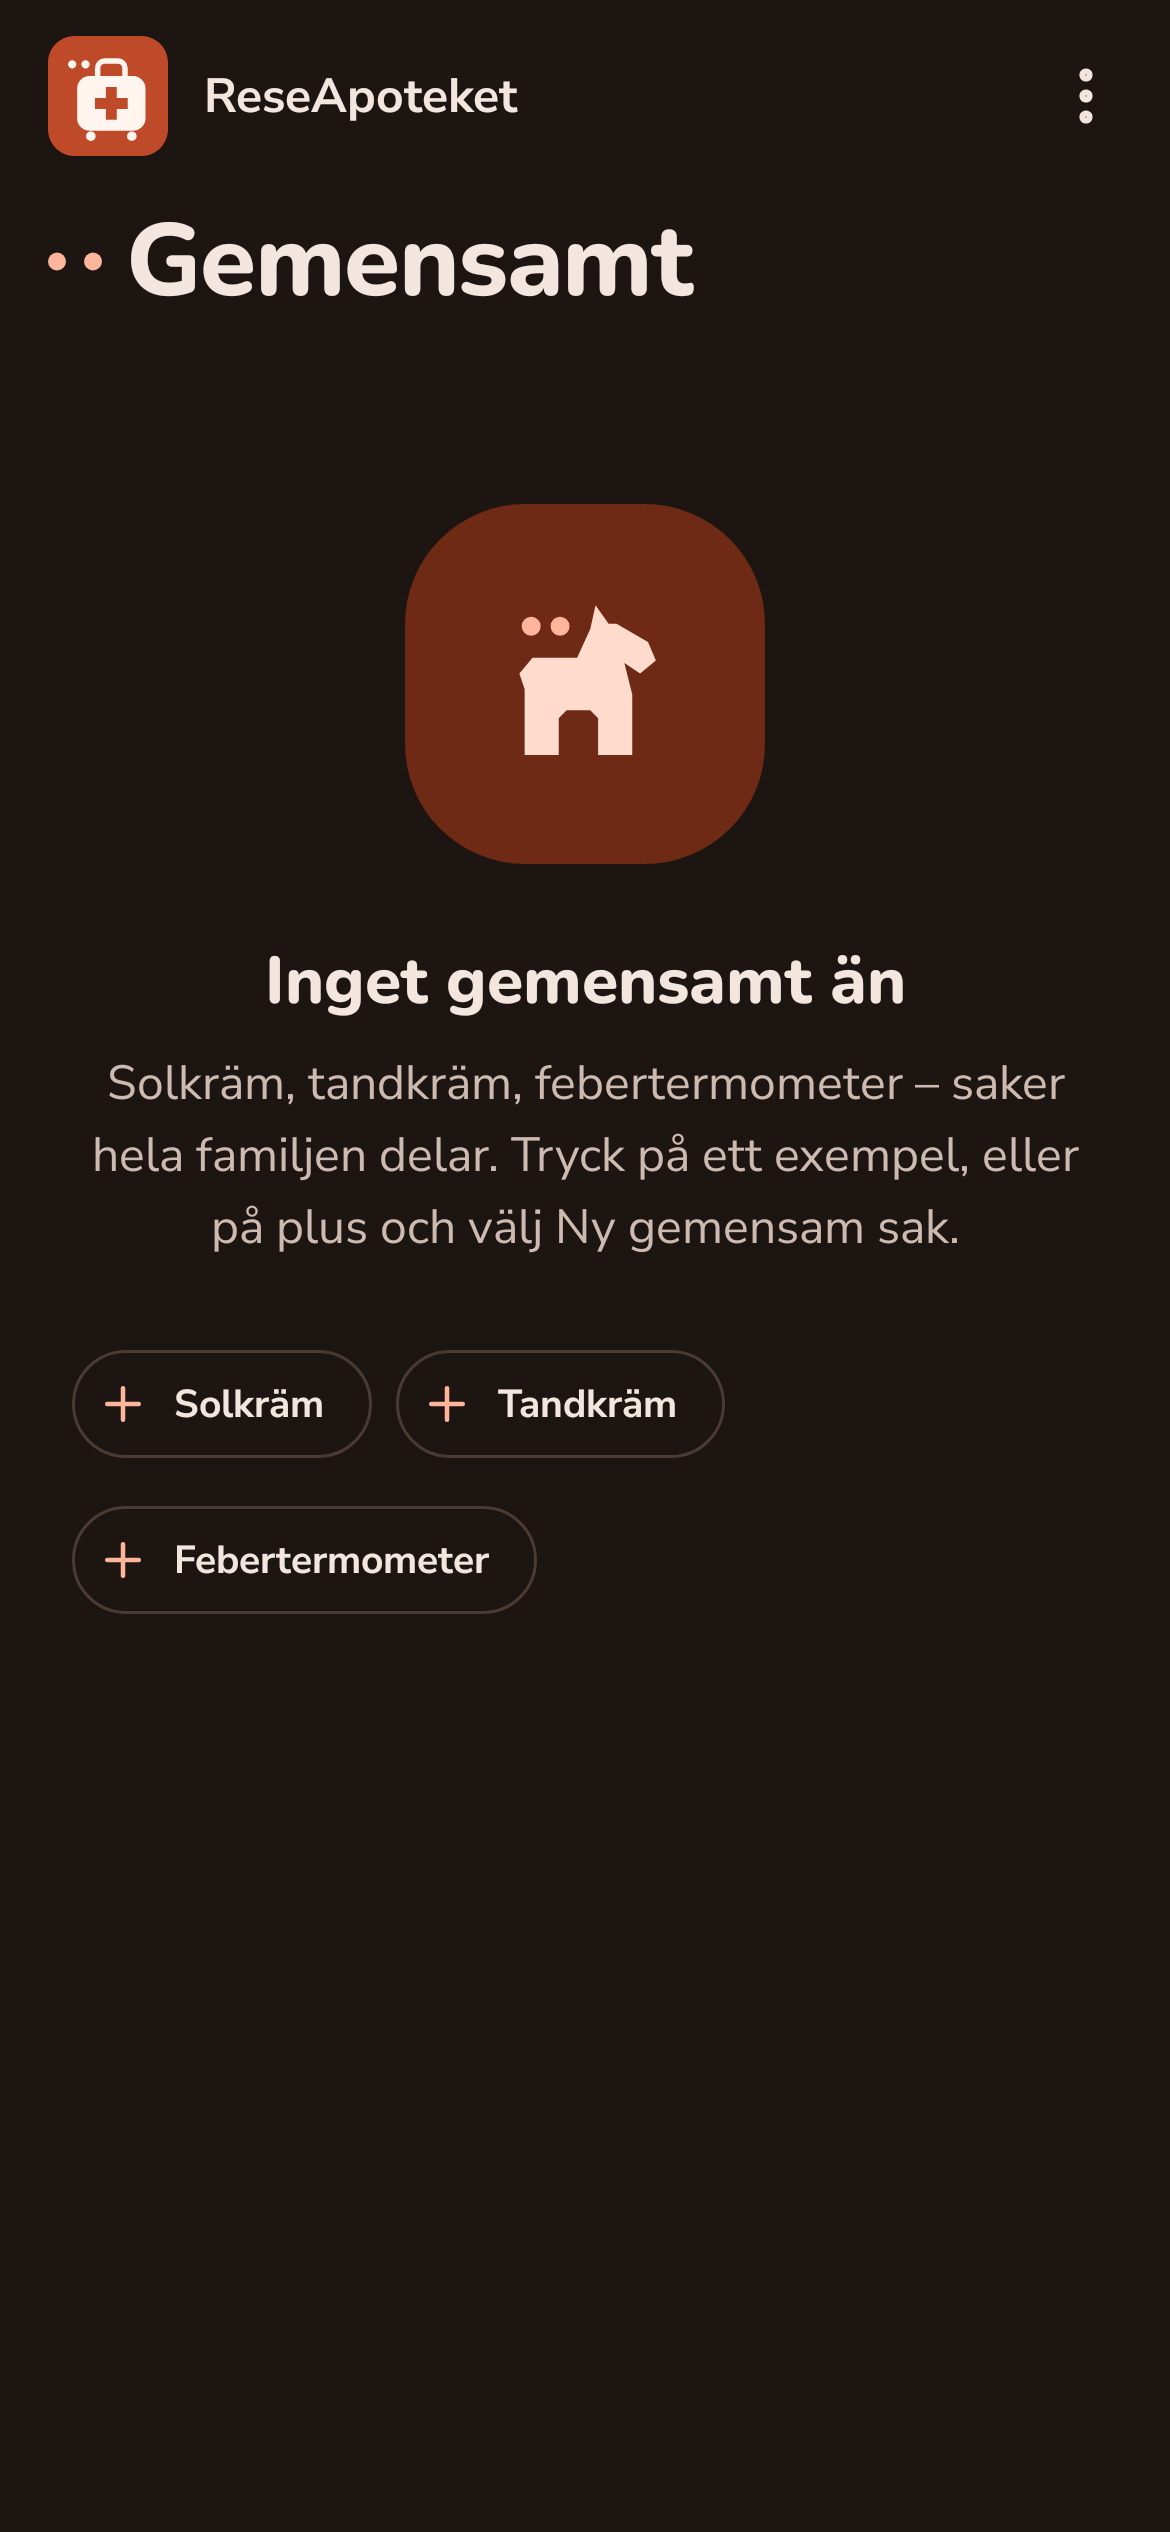 ReseApoteket
Gemensamt
Inget gemensamt än
Solkräm, tandkräm, febertermometer – saker
hela familjen delar. Tryck på ett exempel, eller
på plus och välj Ny gemensam sak.
Solkräm
Tandkräm
Febertermometer